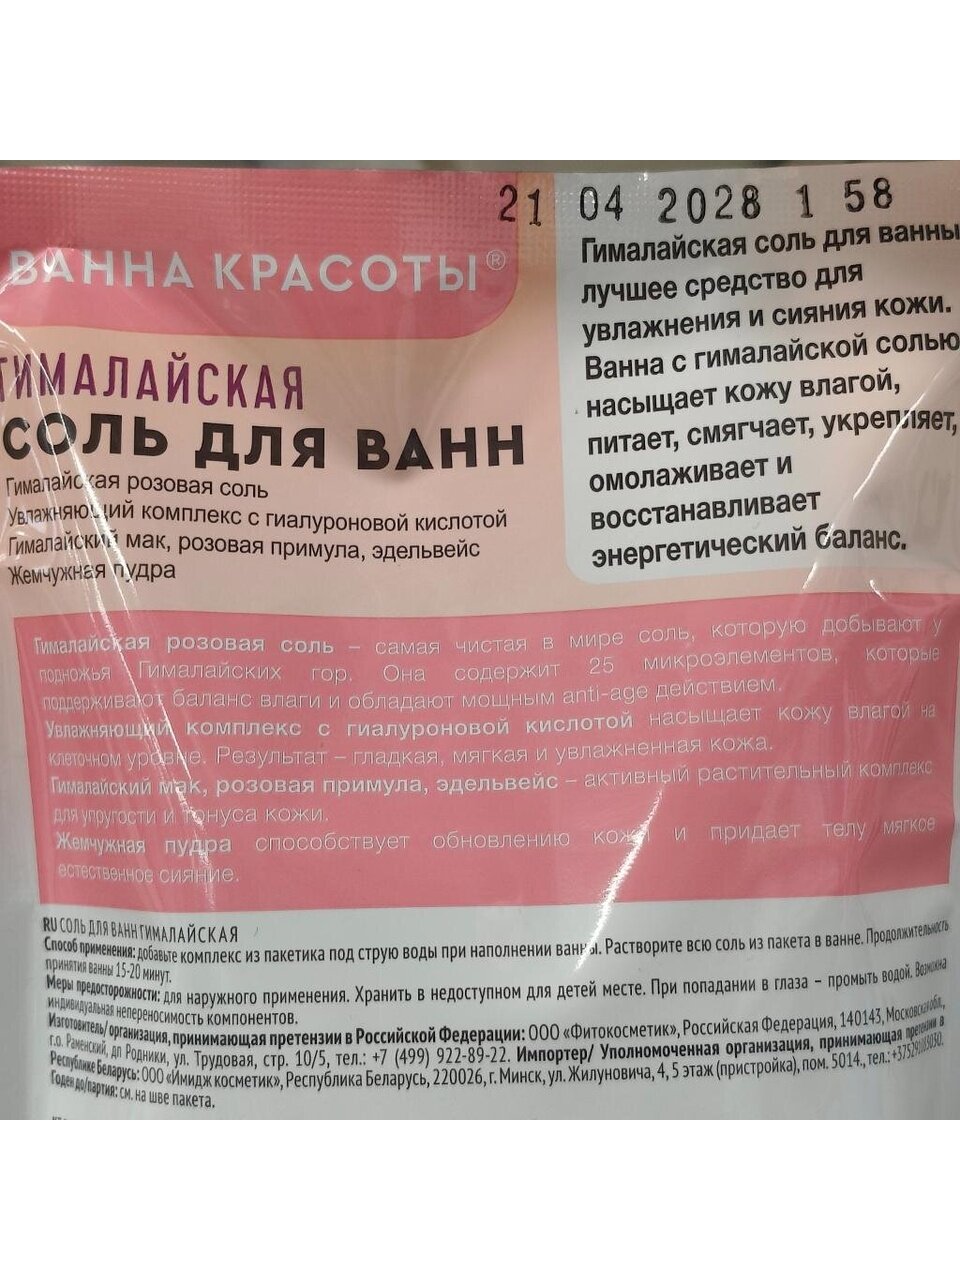 21 04 2028 1 58
ВАННА КРАСОТЫ®
ГИМАЛАЙСКАЯ
СОЛЬ ДЛЯ ВАНН
Гималайская розовая соль
Увлажняющий комплекс с гиалуроновой кислотой
Гималайский мак, розовая примула, эдельвейс
Жемчужная пудра
Гималайская соль для ванны
лучшее средство для
увлажнения и сияния кожи.
Ванна с гималайской солью
насыщает кожу влагой,
питает, смягчает, укрепляет,
омолаживает и
восстанавливает
энергетический баланс.
Гималайская розовая соль – самая чистая в мире соль, которую добывают у
подножья Гималайских гор. Она содержит 25 микроэлементов, которые
поддерживают баланс влаги и обладают мощным anti-age действием.
Увлажняющий комплекс с гиалуроновой кислотой насыщает кожу влагой на
клеточном уровне. Результат – гладкая, мягкая и увлажненная кожа.
Гималайский мак, розовая примула, эдельвейс – активный растительный комплекс
для упругости и тонуса кожи.
Жемчужная пудра способствует обновлению кожи и придает телу мягкое
естественное сияние.
RU СОЛЬ ДЛЯ ВАНН ГИМАЛАЙСКАЯ
Способ применения: добавьте комплекс из пакетика под струю воды при наполнении ванны. Растворите всю соль из пакета в ванне. Продолжительность
принятия ванны 15-20 минут.
Меры предосторожности: для наружного применения. Хранить в недоступном для детей месте. При попадании в глаза – промыть водой. Возможна
индивидуальная непереносимость компонентов.
Изготовитель/ организация, принимающая претензии в Российской Федерации: ООО «Фитокосметик», Российская Федерация, 140143, Московская обл.,
г.о. Раменский, дп Родники, ул. Трудовая, стр. 10/5, тел.: +7 (499) 922-89-22. Импортер/ Уполномоченная организация, принимающая претензии в
Республике Беларусь: ООО «Имидж косметик», Республика Беларусь, 220026, г. Минск, ул. Жилуновича, 4, 5 этаж (пристройка), пом. 5014., тел.:
Годен до/партия: см. на шве пакета.